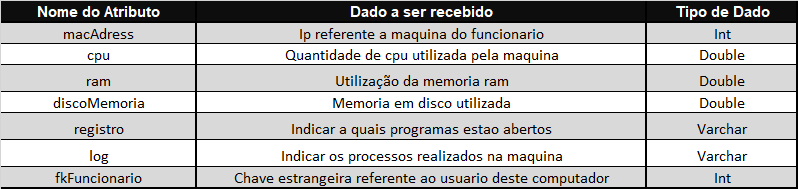 Nome do Atributo Dado a ser recebido Tipo de Dado
macAdress Ip referente a maquina do funcionario Int
cpu Quantidade de cpu utilizada pela maquina Double
ram Utilização da memoria ram Double
discoMemoria Memoria em disco utilizada Double
registro Indicar a quais programas estao abertos Varchar
log Indicar os processos realizados na maquina Varchar
fkFuncionario Chave estrangeira referente ao usuario deste computador Int